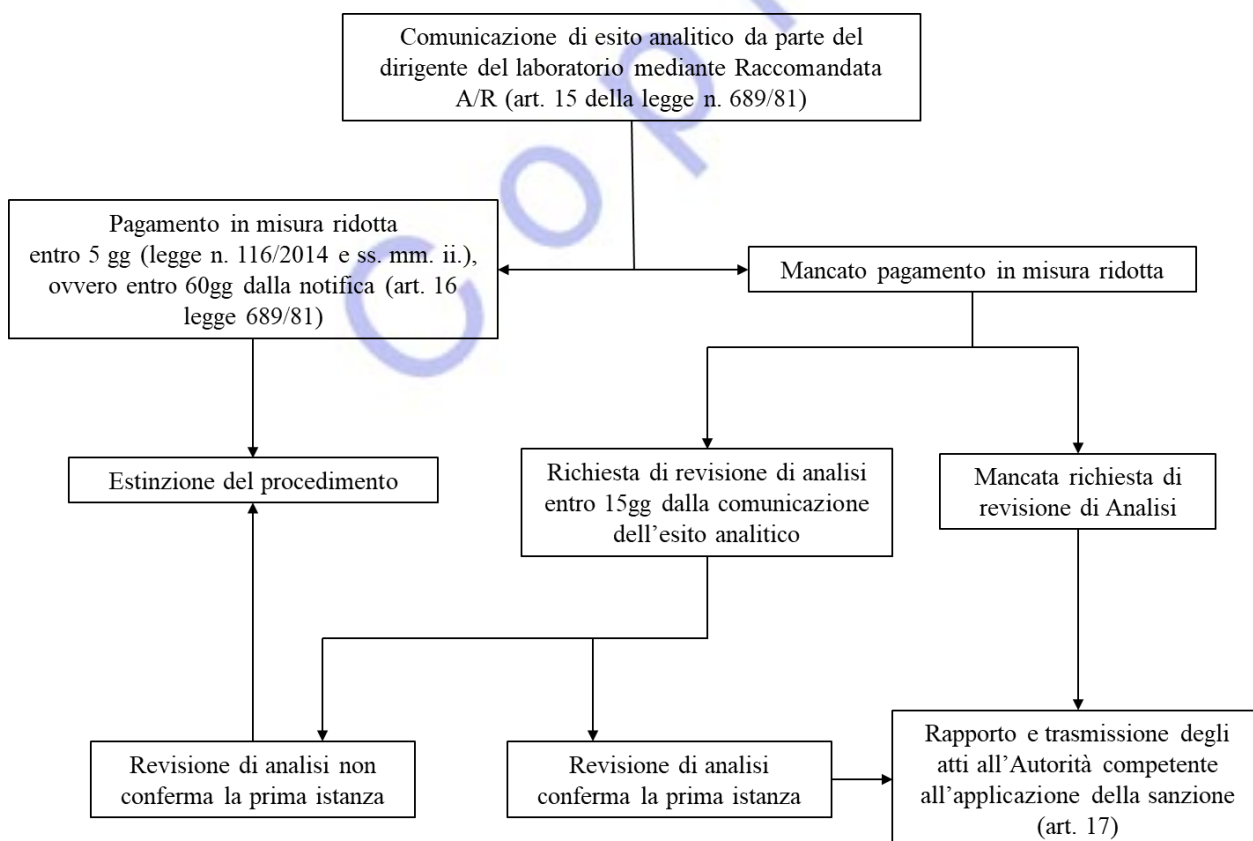 Comunicazione di esito analitico da parte del
dirigente del laboratorio mediante Raccomandata
A/R (art. 15 della legge n. 689/81)
Pagamento in misura ridotta
entro 5 gg (legge n. 116/2014 e ss. mm. ii.),
ovvero entro 60gg dalla notifica (art. 16
legge 689/81)
Mancato pagamento in misura ridotta
Estinzione del procedimento
Richiesta di revisione di analisi
entro 15gg dalla comunicazione
dell’esito analitico
Mancata richiesta di
revisione di Analisi
Revisione di analisi non
conferma la prima istanza
Revisione di analisi
conferma la prima istanza
Rapporto e trasmissione degli
atti all’Autorità competente
all’applicazione della sanzione
(art. 17)
Cop